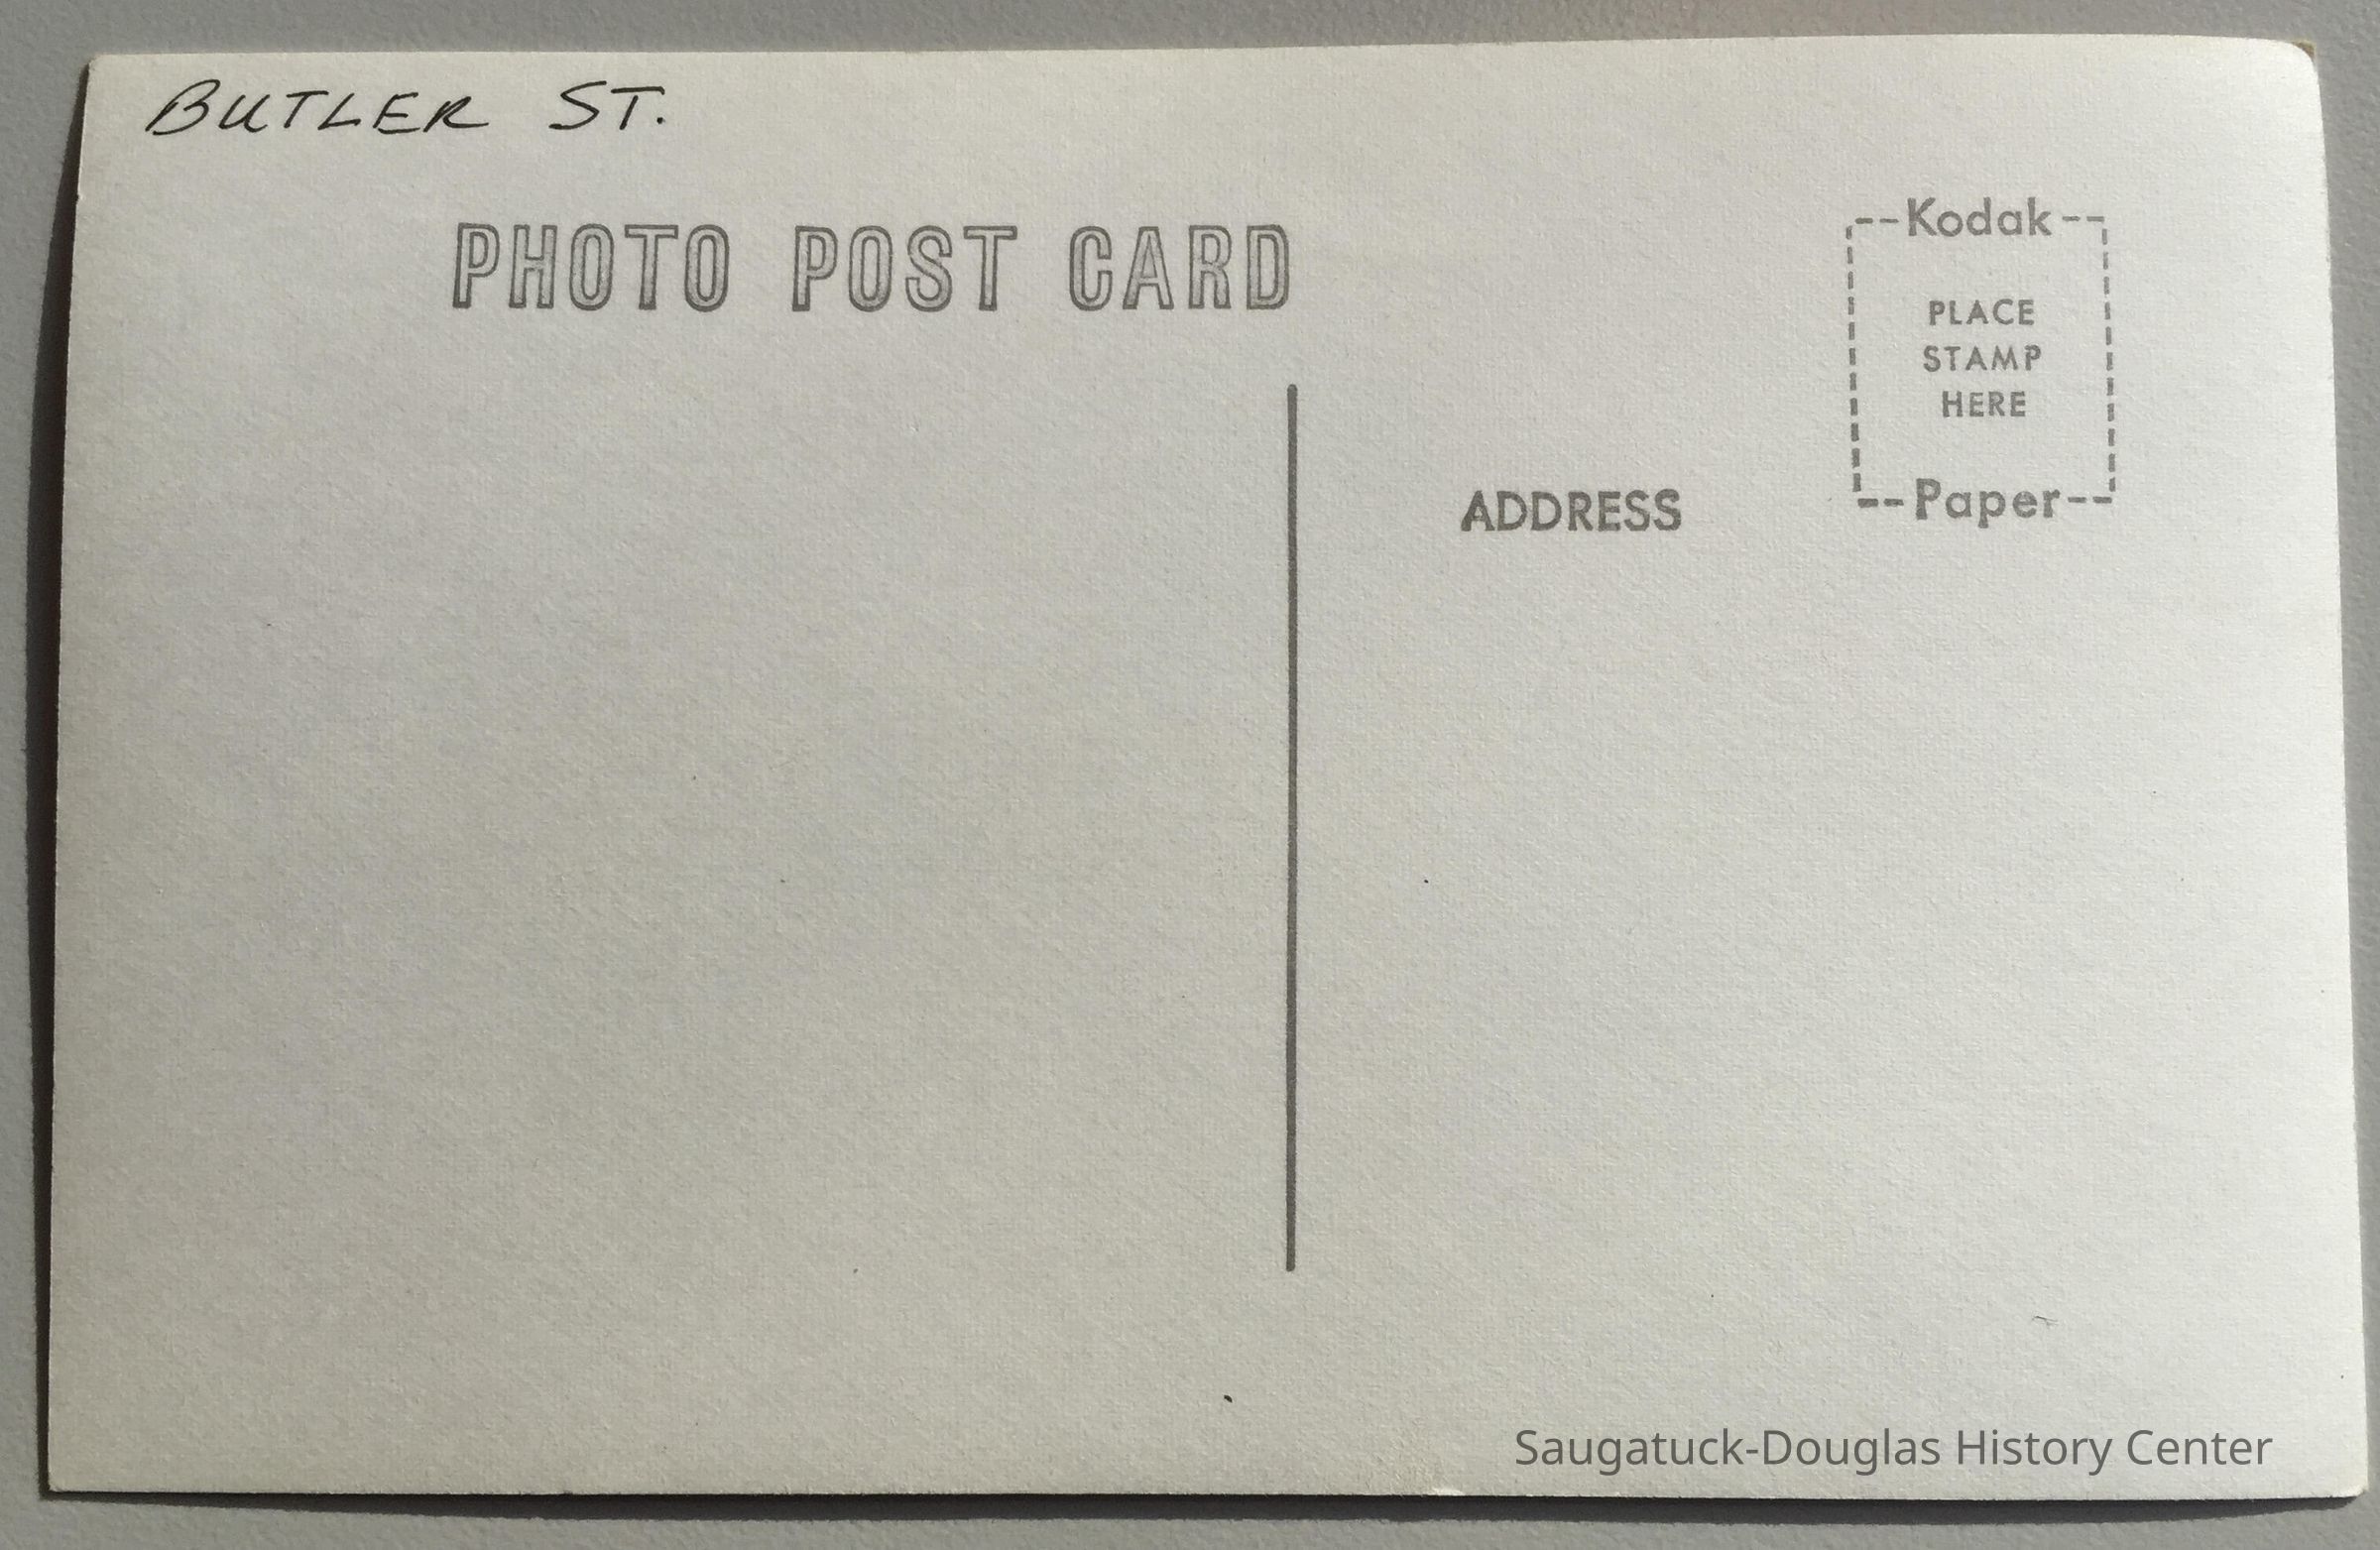 BUTLER ST.
PHOTO POST CARD
--Kodak--
PLACE
STAMP
HERE
--Paper--
ADDRESS
Saugatuck-Douglas History Center